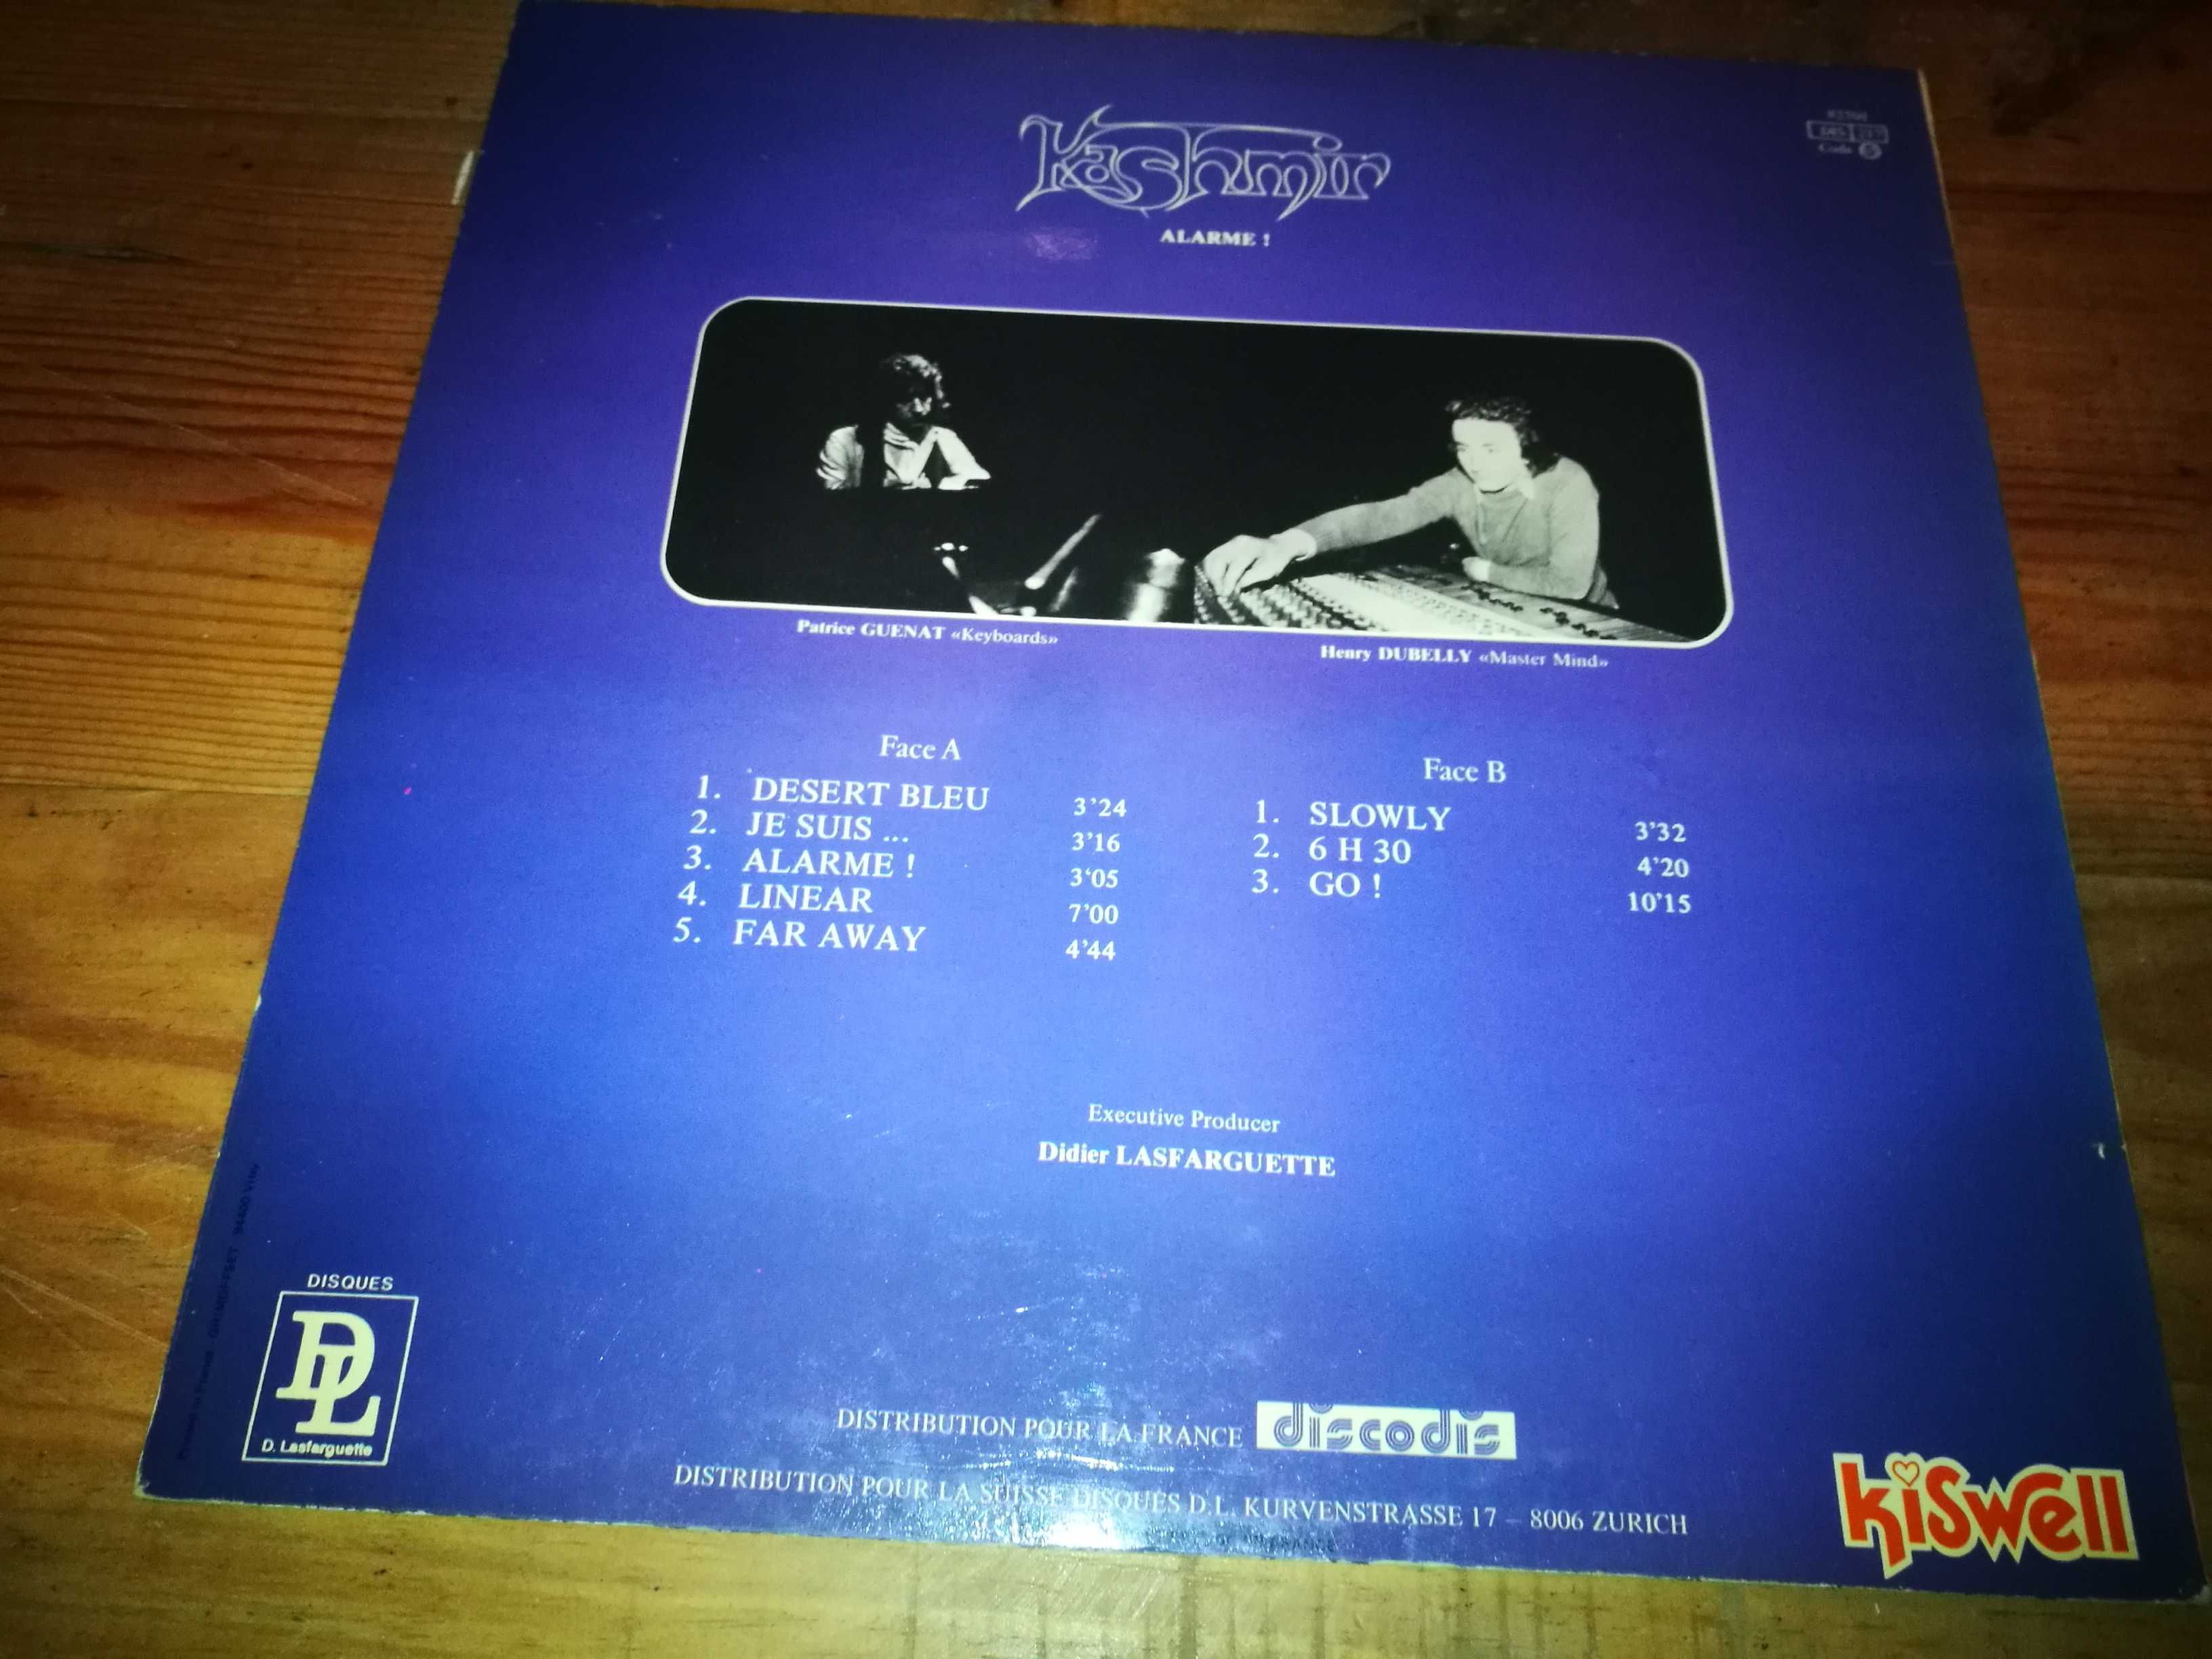 Kashmir
ALARME !
Code 5
Patrice GUENAT «Keyboards»
Henry DUBELLY «Master Mind»
Face A
1. DESERT BLEU 3'24
2. JE SUIS ... 3'16
3. ALARME ! 3'05
4. LINEAR 7'00
5. FAR AWAY 4'44
Face B
1. SLOWLY 3'32
2. 6 H 30 4'20
3. GO ! 10'15
Executive Producer
Didier LASFARGUETTE
DISQUES
DL
D. Lasfarguette
DISTRIBUTION POUR LA FRANCE discodis
DISTRIBUTION POUR LA SUISSE DISQUES D.L. KURVENSTRASSE 17 – 8006 ZURICH
kiswell